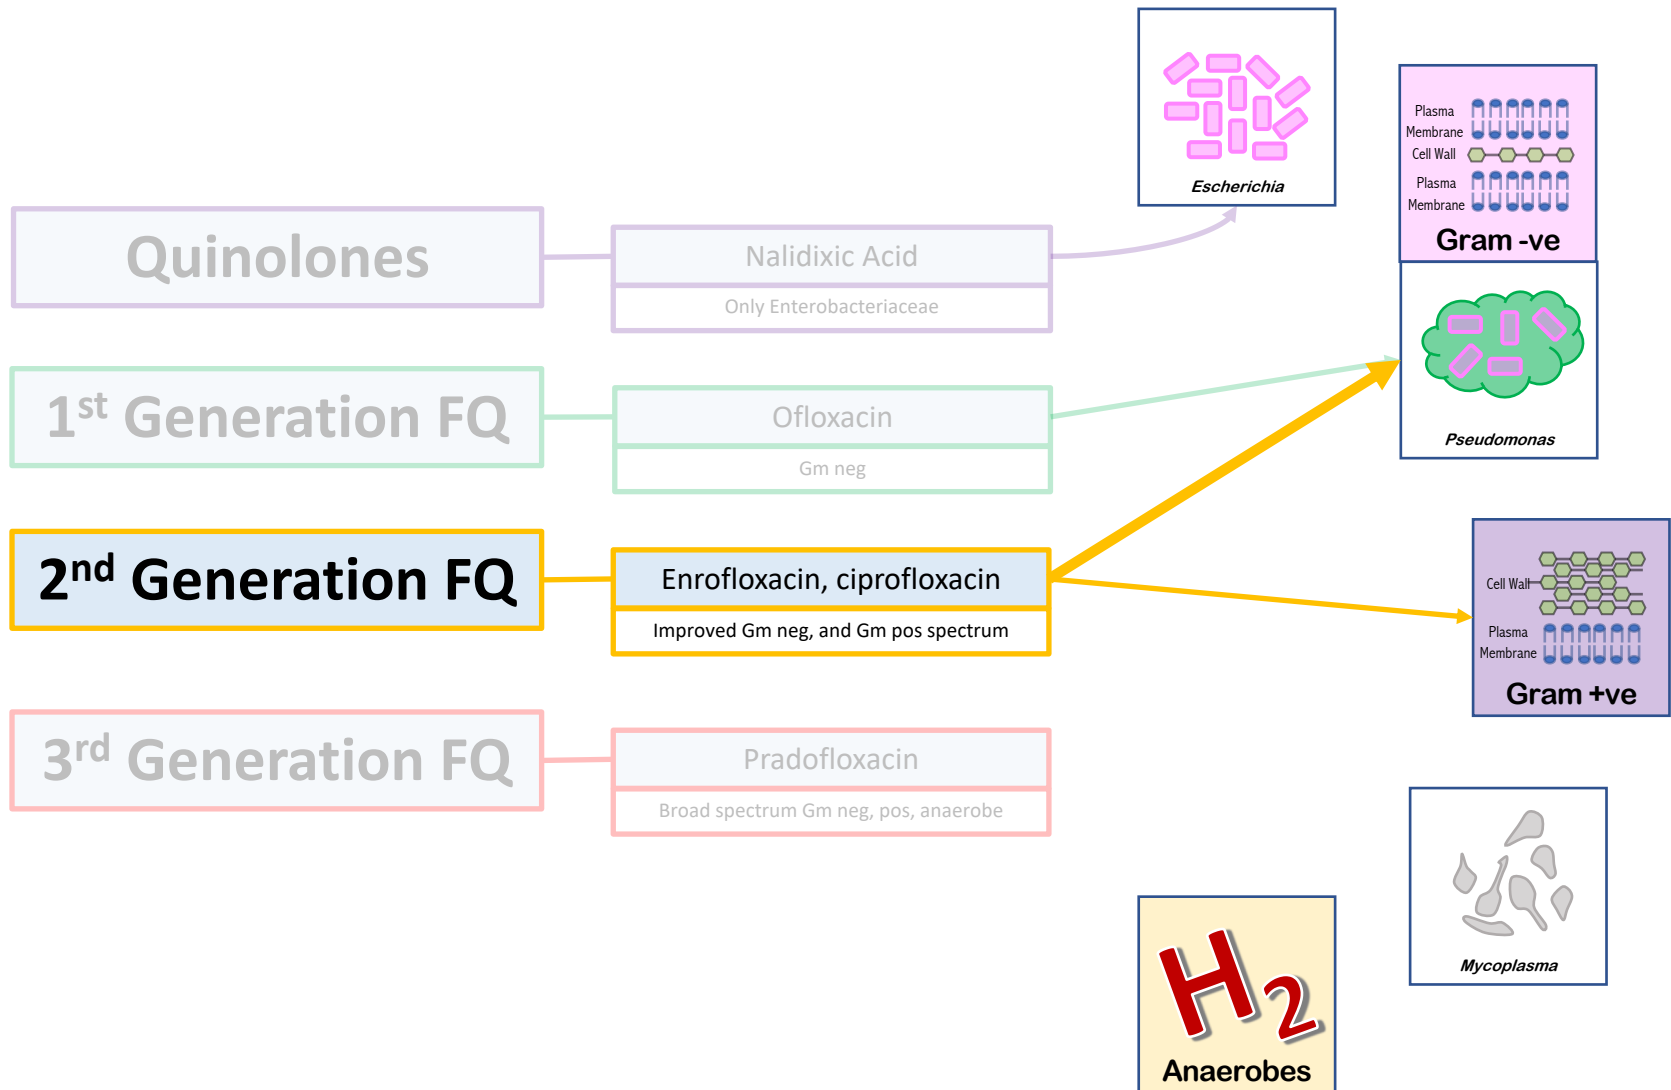 Escherichia
Plasma
Membrane
Cell Wall
Plasma
Membrane
Gram -ve
Quinolones
Nalidixic Acid
Only Enterobacteriaceae
Pseudomonas
1st Generation FQ
Ofloxacin
Gm neg
2nd Generation FQ
Enrofloxacin, ciprofloxacin
Improved Gm neg, and Gm pos spectrum
Cell Wall
Plasma
Membrane
Gram +ve
3rd Generation FQ
Pradofloxacin
Broad spectrum Gm neg, pos, anaerobe
Mycoplasma
H2
Anaerobes